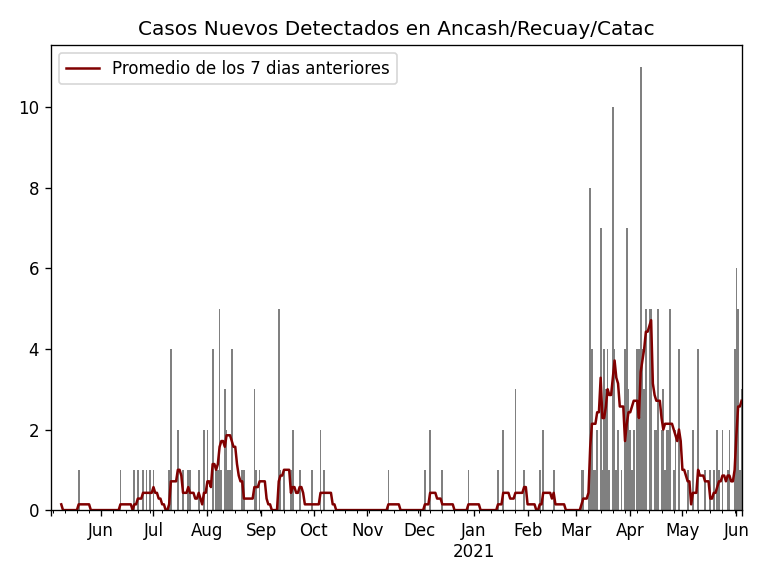 Casos Nuevos Detectados en Ancash/Recuay/Catac
Promedio de los 7 dias anteriores
10
8
6
4
2
0
Jun Jul Aug Sep Oct Nov Dec Jan Feb Mar Apr May Jun
2021